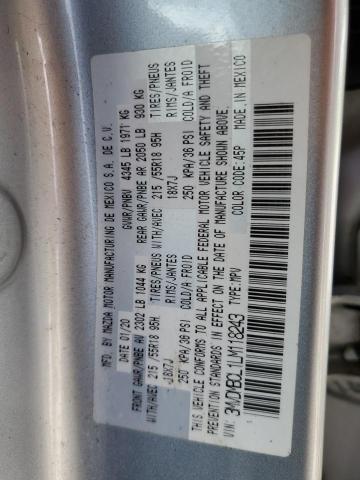 MFD BY MAZDA MOTOR MANUFACTURING DE MEXICO S.A. DE C.V.
DATE 01/20 GVWR/PNBV 4345 LB 1971 KG
FRONT GAWR/PNBE AV 2302 LB 1044 KG REAR GAWR/PNBE AR 2050 LB 930 KG
WITH/AVEC 215 /55R18 95H TIRES/PNEUS WITH/AVEC 215 /55R18 95H TIRES/PNEUS
18X7J RIMS/JANTES 18X7J RIMS/JANTES
250 KPA/36 PSI COLD/A FROID 250 KPA/36 PSI COLD/A FROID
THIS VEHICLE CONFORMS TO ALL APPLICABLE FEDERAL MOTOR VEHICLE SAFETY AND THEFT
PREVENTION STANDARDS IN EFFECT ON THE DATE OF MANUFACTURE SHOWN ABOVE.
VIN: TYPE:MPV COLOR CODE:45P MADE IN MEXICO